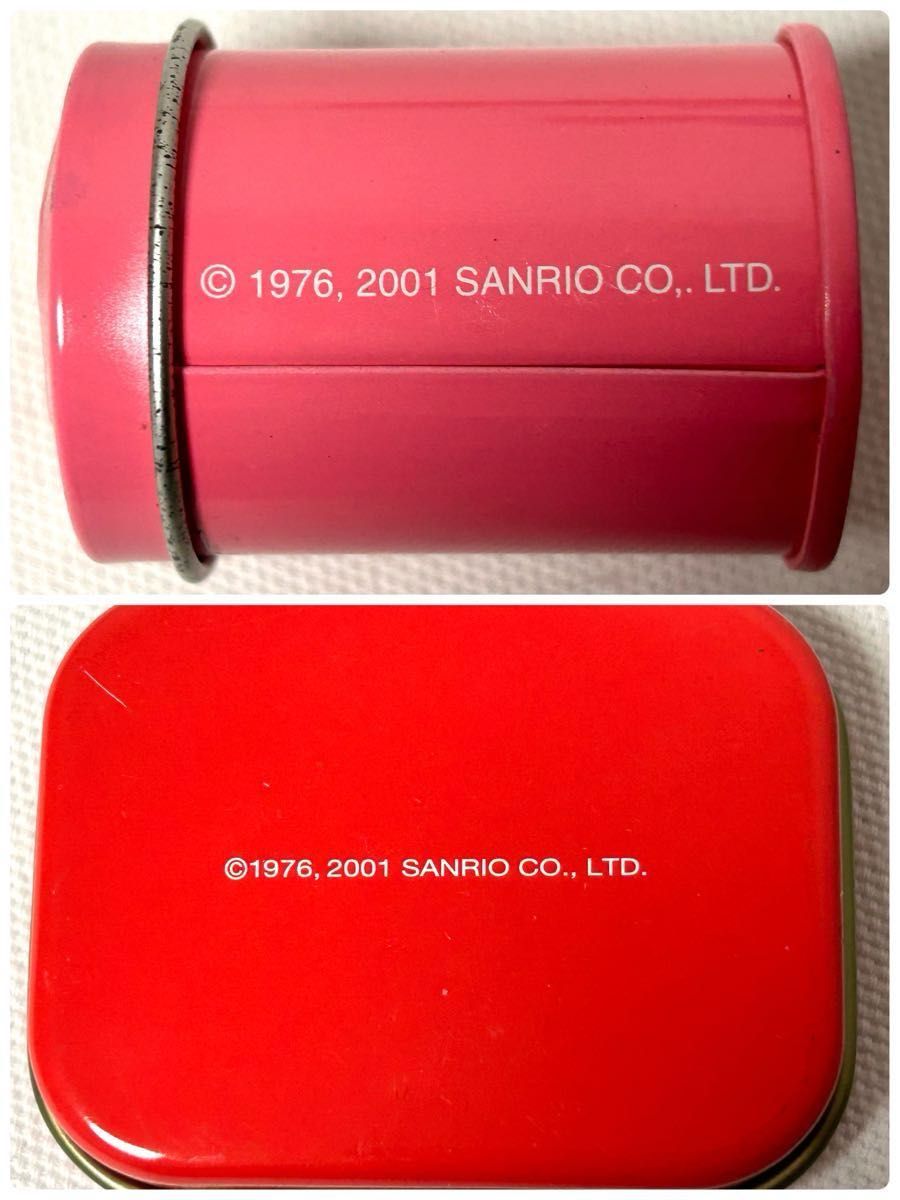 © 1976, 2001 SANRIO CO,. LTD.
©1976, 2001 SANRIO CO., LTD.